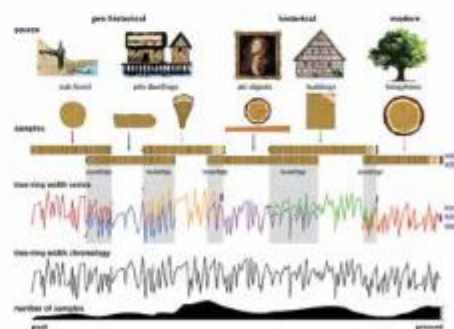 pre-historical historical modern
source
sub-fossil pile dwellings art objects buildings living trees
samples
overlap overlap overlap overlap overlap
tree-ring width series
tree-ring width chronology
number of samples
past present